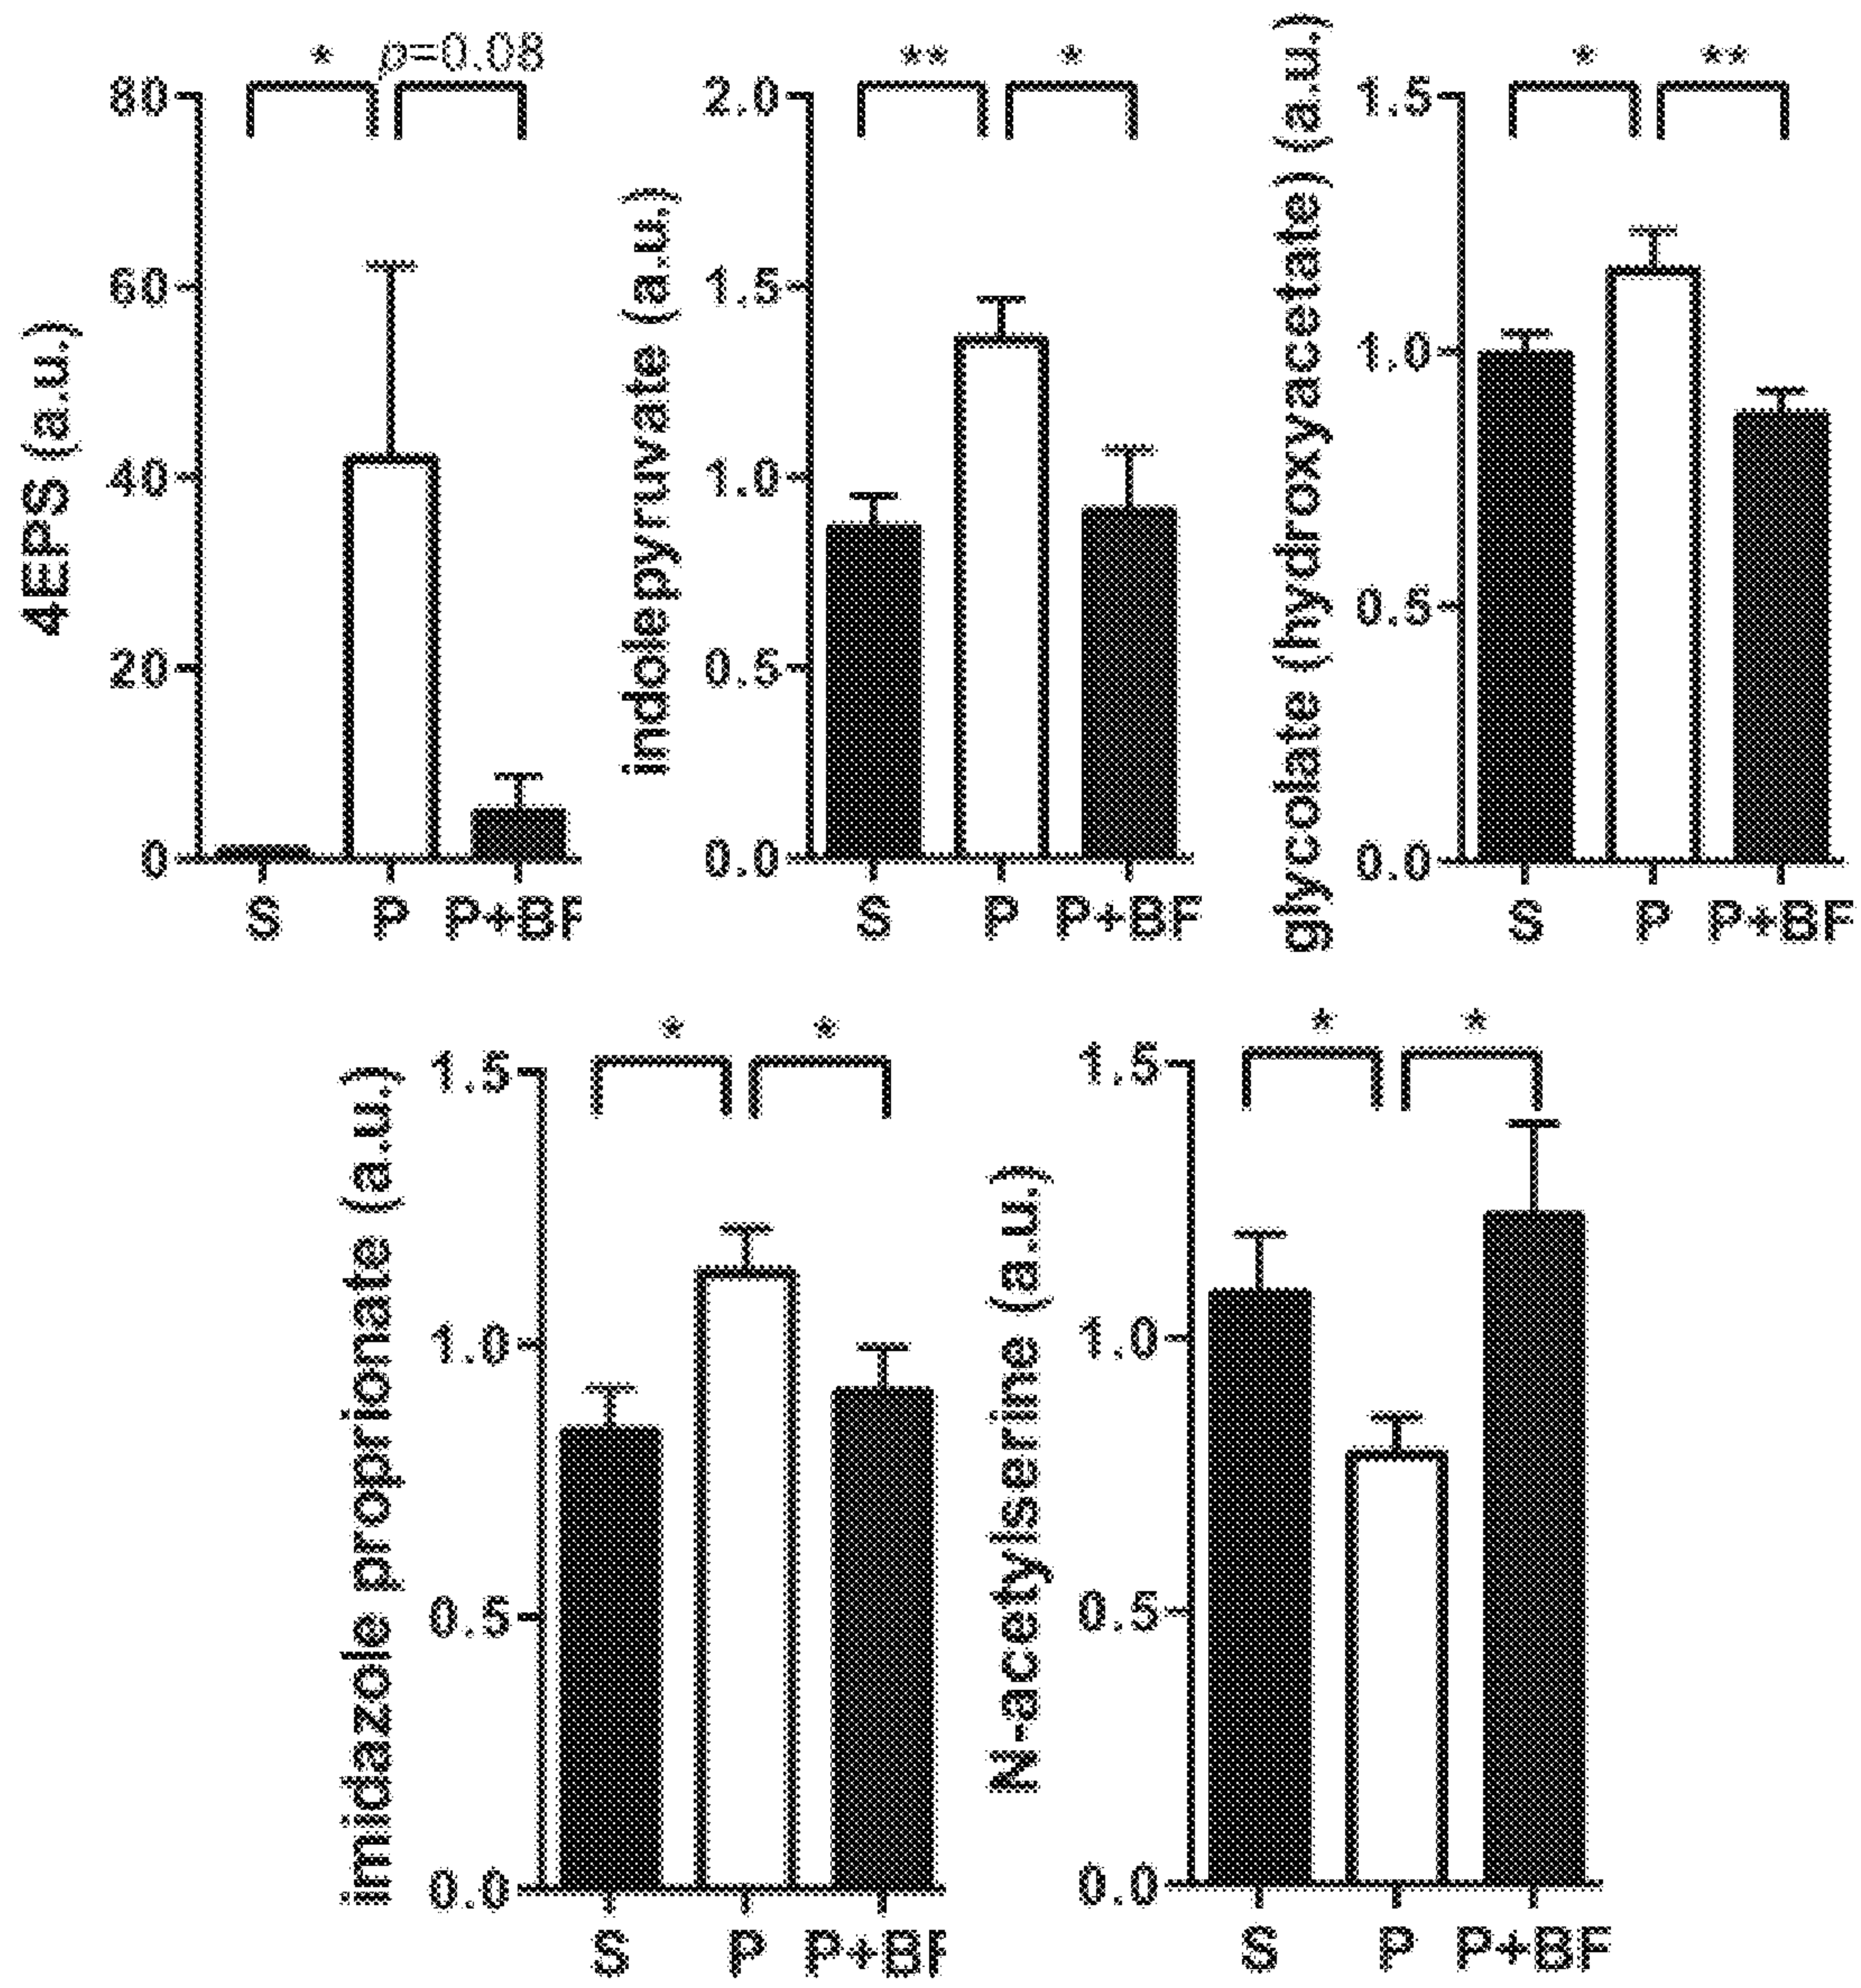 * p=0.08
4EPS (a.u.)
80
60
40
20
0
S P P+BF
** *
indolepyruvate (a.u.)
2.0
1.5
1.0
0.5
0.0
S P P+BF
* **
glycolate (hydroxyacetate) (a.u.)
1.5
1.0
0.5
0.0
S P P+BF
* *
imidazole proprionate (a.u.)
1.5
1.0
0.5
0.0
S P P+BF
* *
N-acetylserine (a.u.)
1.5
1.0
0.5
0.0
S P P+BF